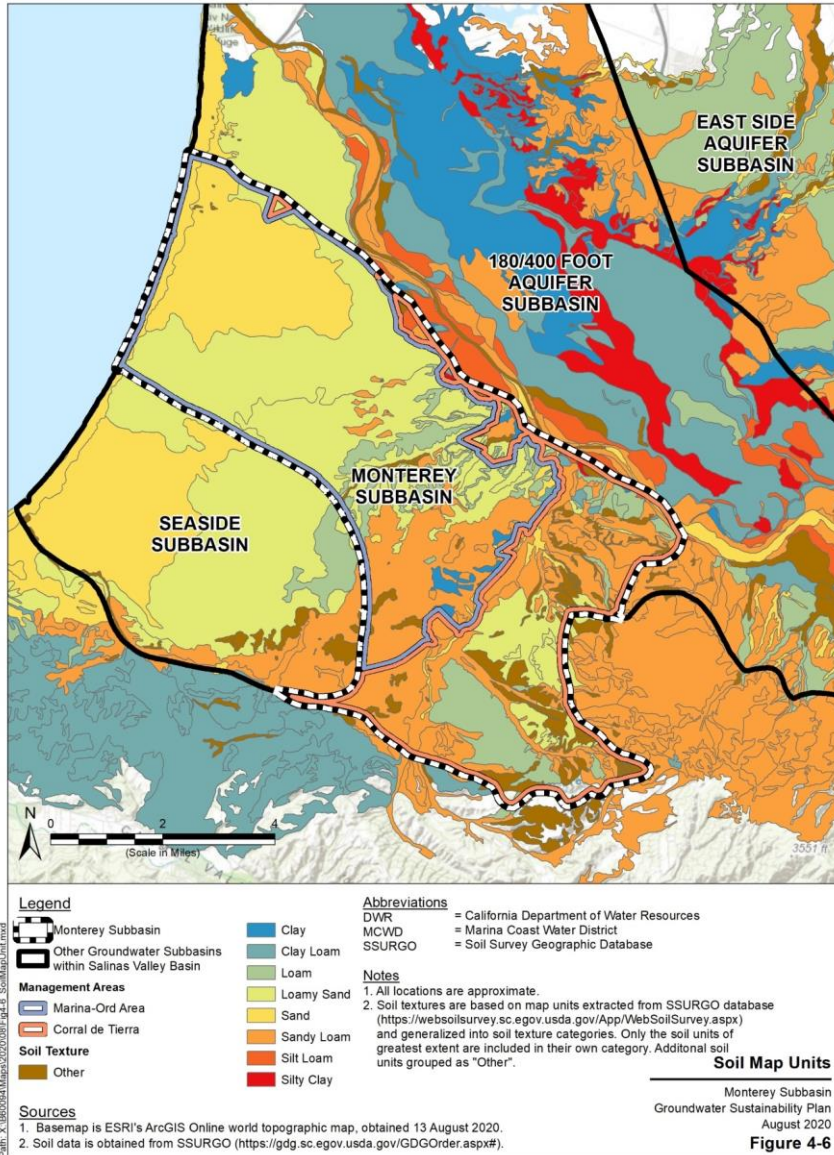 EAST SIDE
AQUIFER
SUBBASIN
180/400 FOOT
AQUIFER
SUBBASIN
MONTEREY
SUBBASIN
SEASIDE
SUBBASIN
N
0 2 4
(Scale in Miles)
3551 ft
Legend
Monterey Subbasin
Other Groundwater Subbasins
within Salinas Valley Basin
Management Areas
Marina-Ord Area
Corral de Tierra
Soil Texture
Other
Clay
Clay Loam
Loam
Loamy Sand
Sand
Sandy Loam
Silt Loam
Silty Clay
Abbreviations
DWR = California Department of Water Resources
MCWD = Marina Coast Water District
SSURGO = Soil Survey Geographic Database
Notes
1. All locations are approximate.
2. Soil textures are based on map units extracted from SSURGO database
(https://websoilsurvey.sc.egov.usda.gov/App/WebSoilSurvey.aspx)
and generalized into soil texture categories. Only the soil units of
greatest extent are included in their own category. Additonal soil
units grouped as "Other".
Sources
1. Basemap is ESRI's ArcGIS Online world topographic map, obtained 13 August 2020.
2. Soil data is obtained from SSURGO (https://gdg.sc.egov.usda.gov/GDGOrder.aspx#).
Soil Map Units
Monterey Subbasin
Groundwater Sustainability Plan
August 2020
Figure 4-6